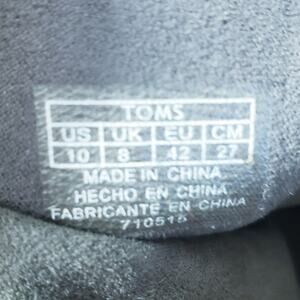 TOMS
US UK EU CM
10 8 42 27
MADE IN CHINA
HECHO EN CHINA
FABRICANTE EN CHINA
710515